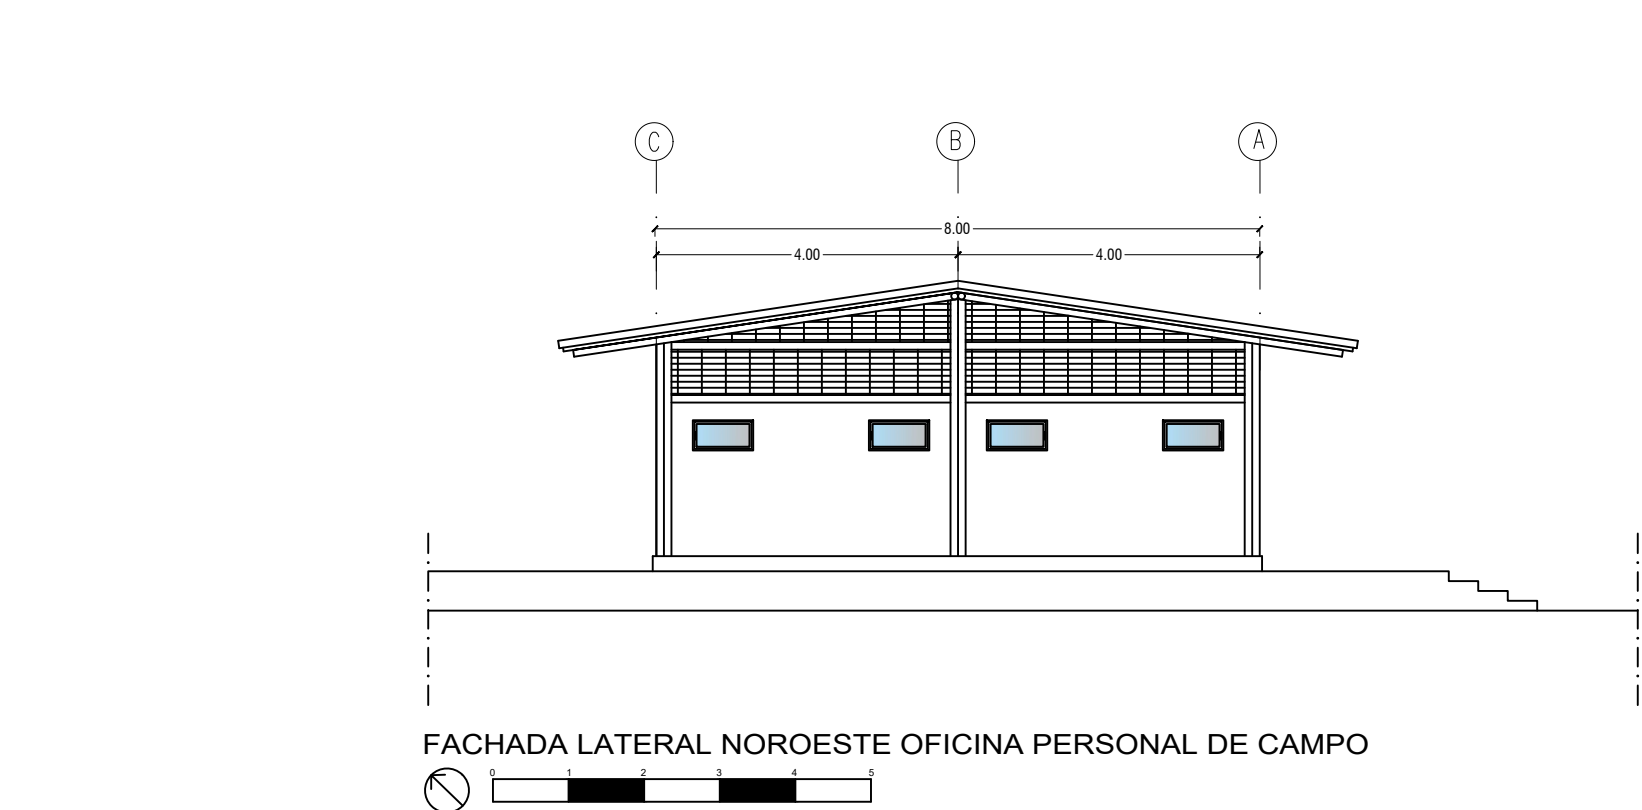 C B A
8.00
4.00 4.00
FACHADA LATERAL NOROESTE OFICINA PERSONAL DE CAMPO
0 1 2 3 4 5